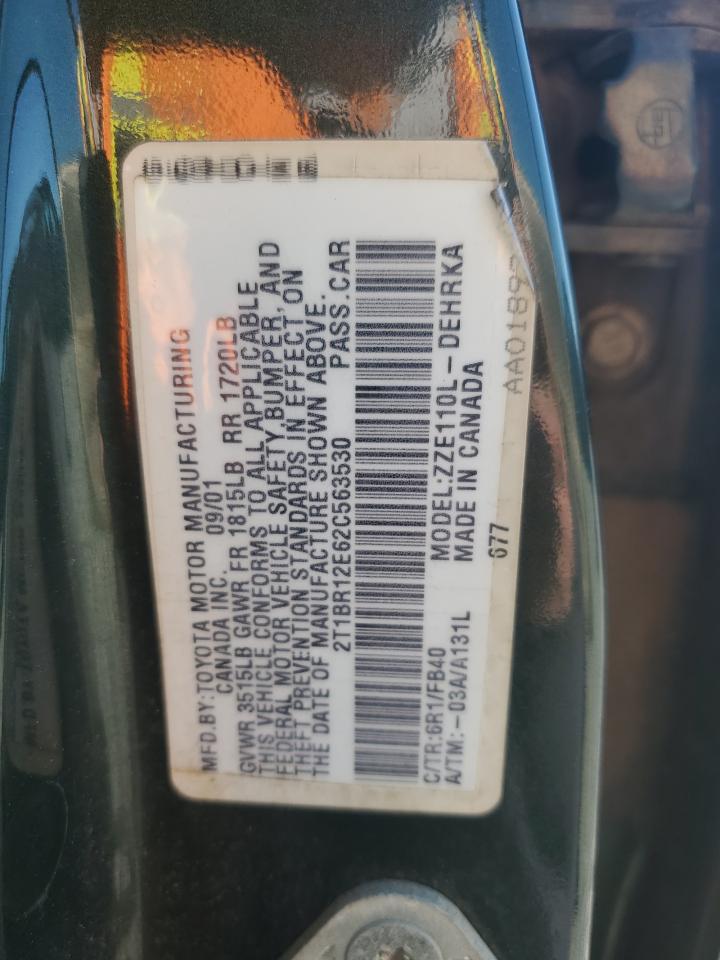 MFD.BY:TOYOTA MOTOR MANUFACTURING
CANADA INC. 09/01
GVWR 3515LB GAWR FR 1815LB RR 1720LB
THIS VEHICLE CONFORMS TO ALL APPLICABLE
FEDERAL MOTOR VEHICLE SAFETY,BUMPER, AND
THEFT PREVENTION STANDARDS IN EFFECT ON
THE DATE OF MANUFACTURE SHOWN ABOVE.
2T1BR12E62C563530 PASS.CAR
C/TR:6R1/FB40 MODEL:ZZE110L-DEHRKA
A/TM:-03A/A131L MADE IN CANADA
677